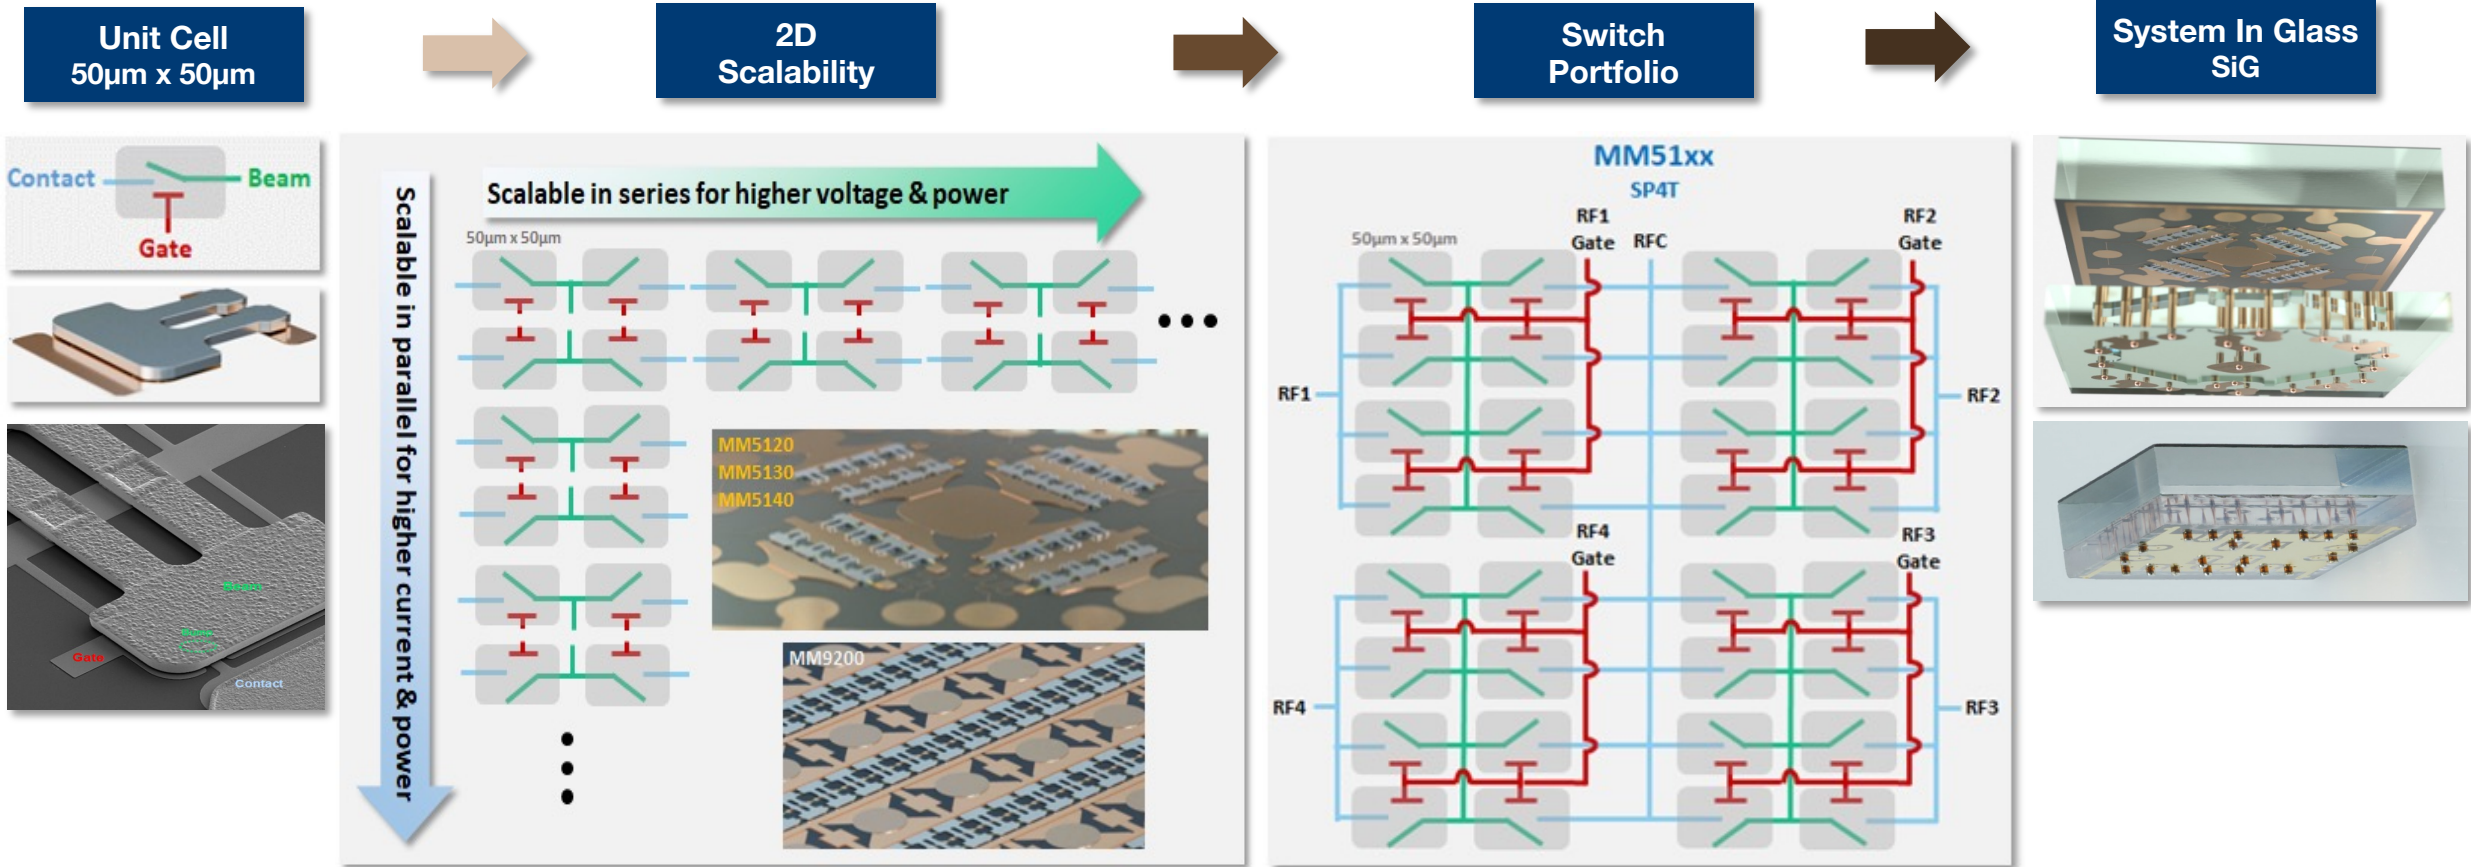 Unit Cell
50µm x 50µm
2D
Scalability
Switch
Portfolio
System In Glass
SiG
Contact
Beam
Gate
Beam
Gate
Contact
Scalable in series for higher voltage & power
Scalable in parallel for higher current & power
50µm x 50µm
MM5120
MM5130
MM5140
MM9200
MM51xx
SP4T
50µm x 50µm
RF1
Gate
RFC
RF2
Gate
RF1
RF2
RF4
Gate
RF3
Gate
RF4
RF3